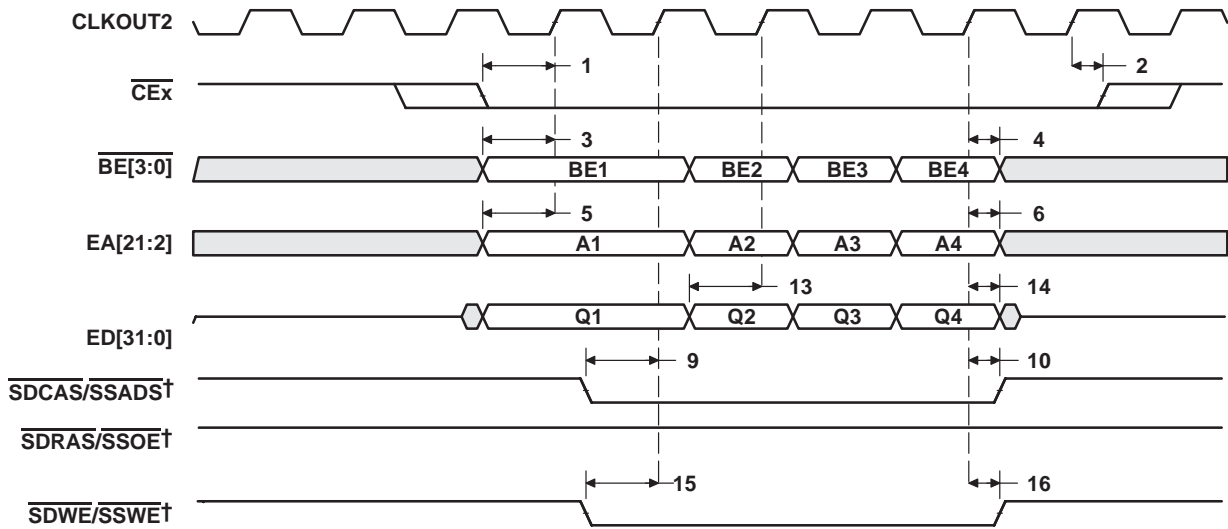 CLKOUT2
1
2
CEx
3
4
BE[3:0]
BE1
BE2
BE3
BE4
5
6
EA[21:2]
A1
A2
A3
A4
13
14
ED[31:0]
Q1
Q2
Q3
Q4
9
10
SDCAS/SSADS†
SDRAS/SSOE†
15
16
SDWE/SSWE†